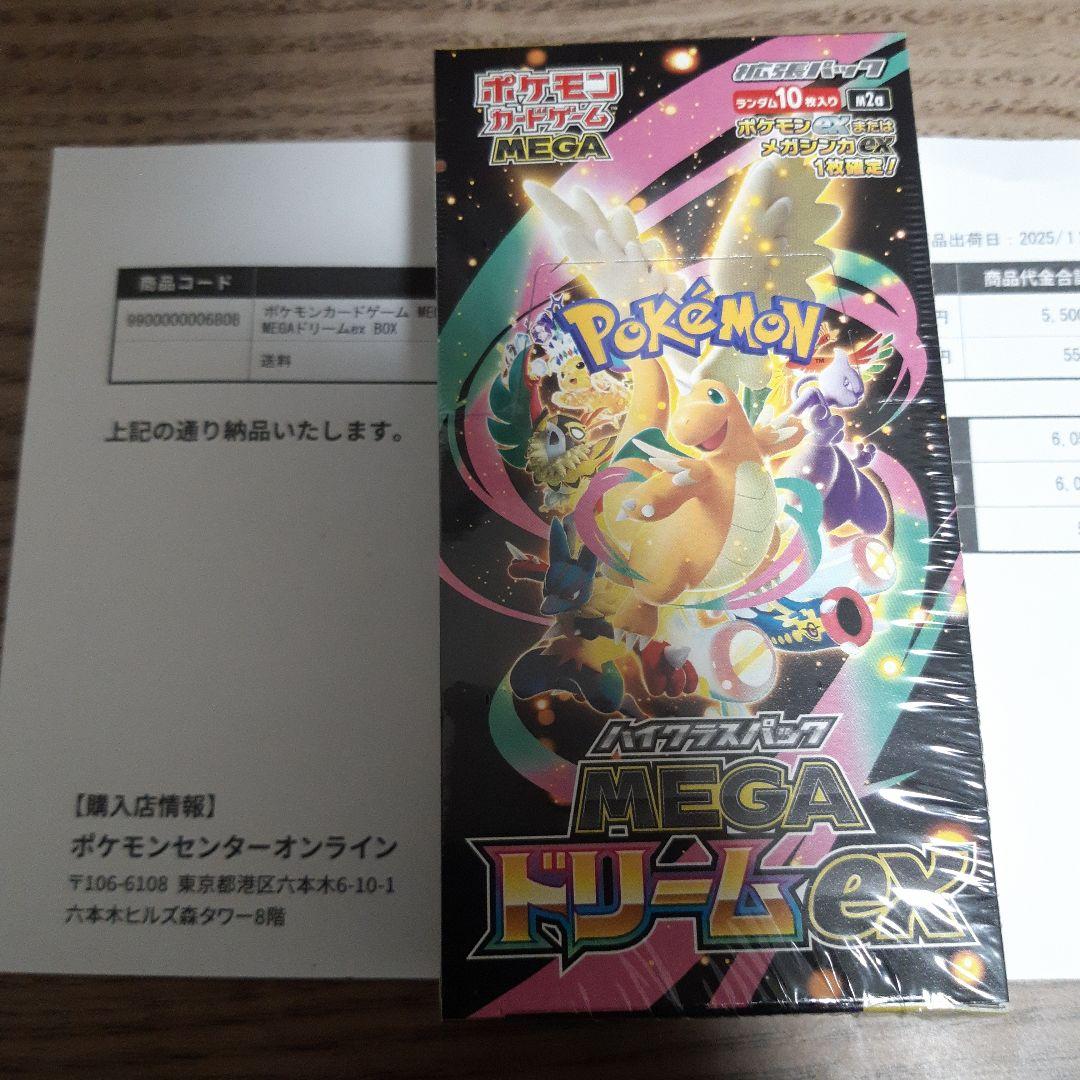 ポケモン
カードゲーム
MEGA
拡張パック
ランダム10枚入り M2a
ポケモンexまたは
メガシンカex
1枚確定!
POKéMON
ハイクラスパック
MEGA
ドリームex
品出荷日:2025/1
商品コード
商品代金合
9900000006808
ポケモンカードゲーム
MEGAドリームex BOX
円
5,50
送料
円
55
6,0
6,0
上記の通り納品いたします。
【購入店情報】
ポケモンセンターオンライン
〒106-6108 東京都港区六本木6-10-1
六本木ヒルズ森タワー8階